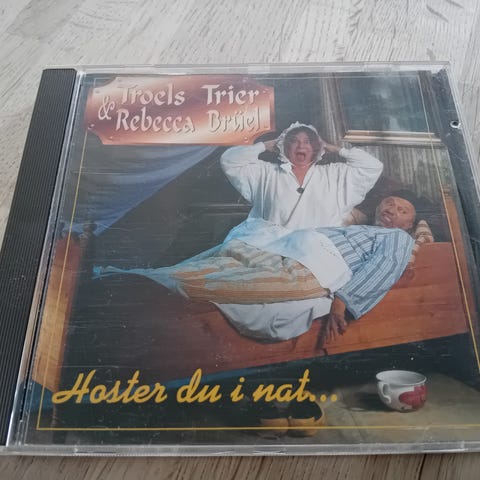 Troels Trier
& Rebecca Brüel
Hoster du i nat...